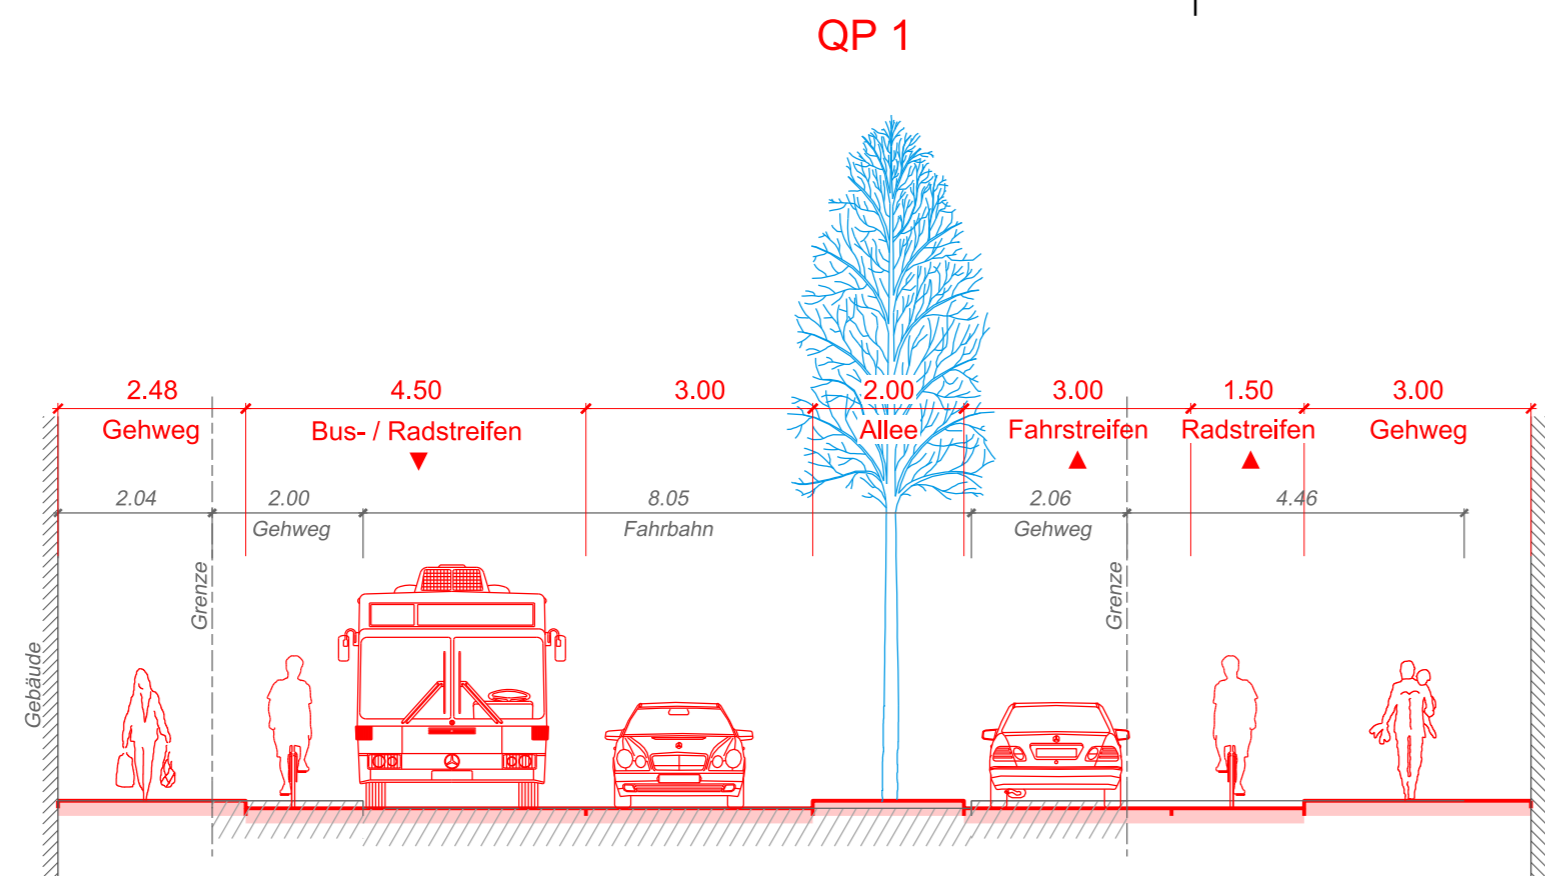 QP 1
2.48 4.50 3.00 2.00 3.00 1.50 3.00
Gehweg Bus- / Radstreifen Allee Fahrstreifen Radstreifen Gehweg
2.04 2.00 8.05 2.06 4.46
Gehweg Fahrbahn Gehweg
Grenze
Grenze
Gebäude